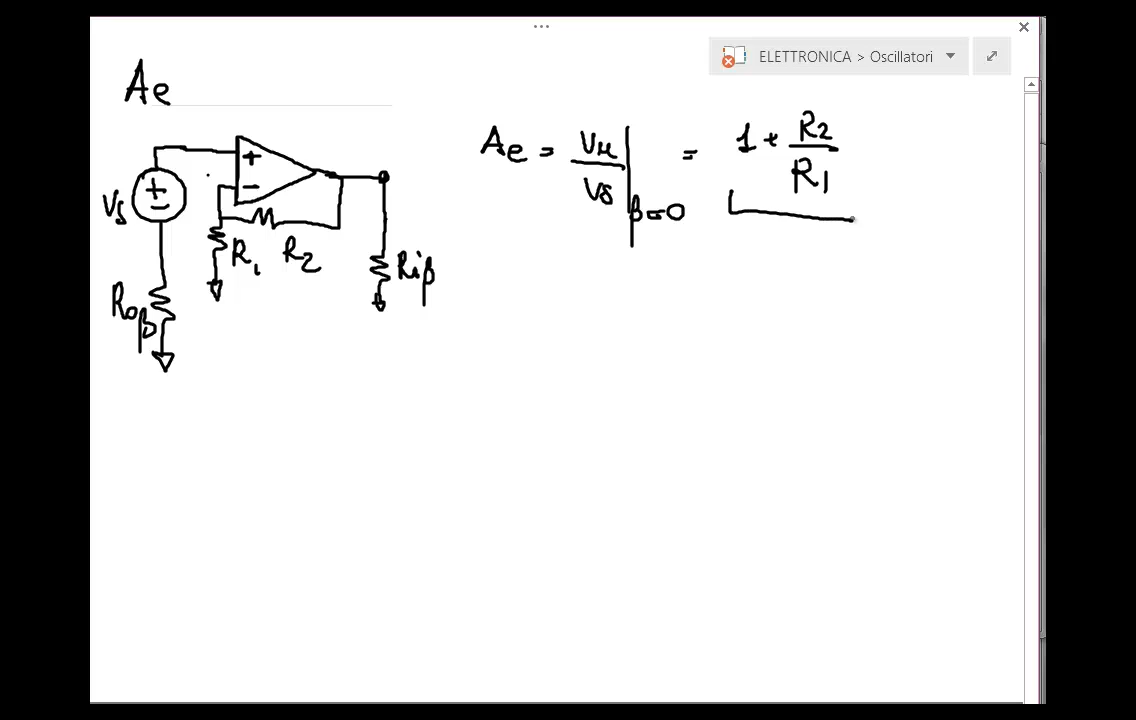 ELETTRONICA > Oscillatori
Ae
Ae = Vu / Vs | β=0 = 1 + R2 / R1
+
−
Vs
+
−
R1
R2
Roβ
Riβ